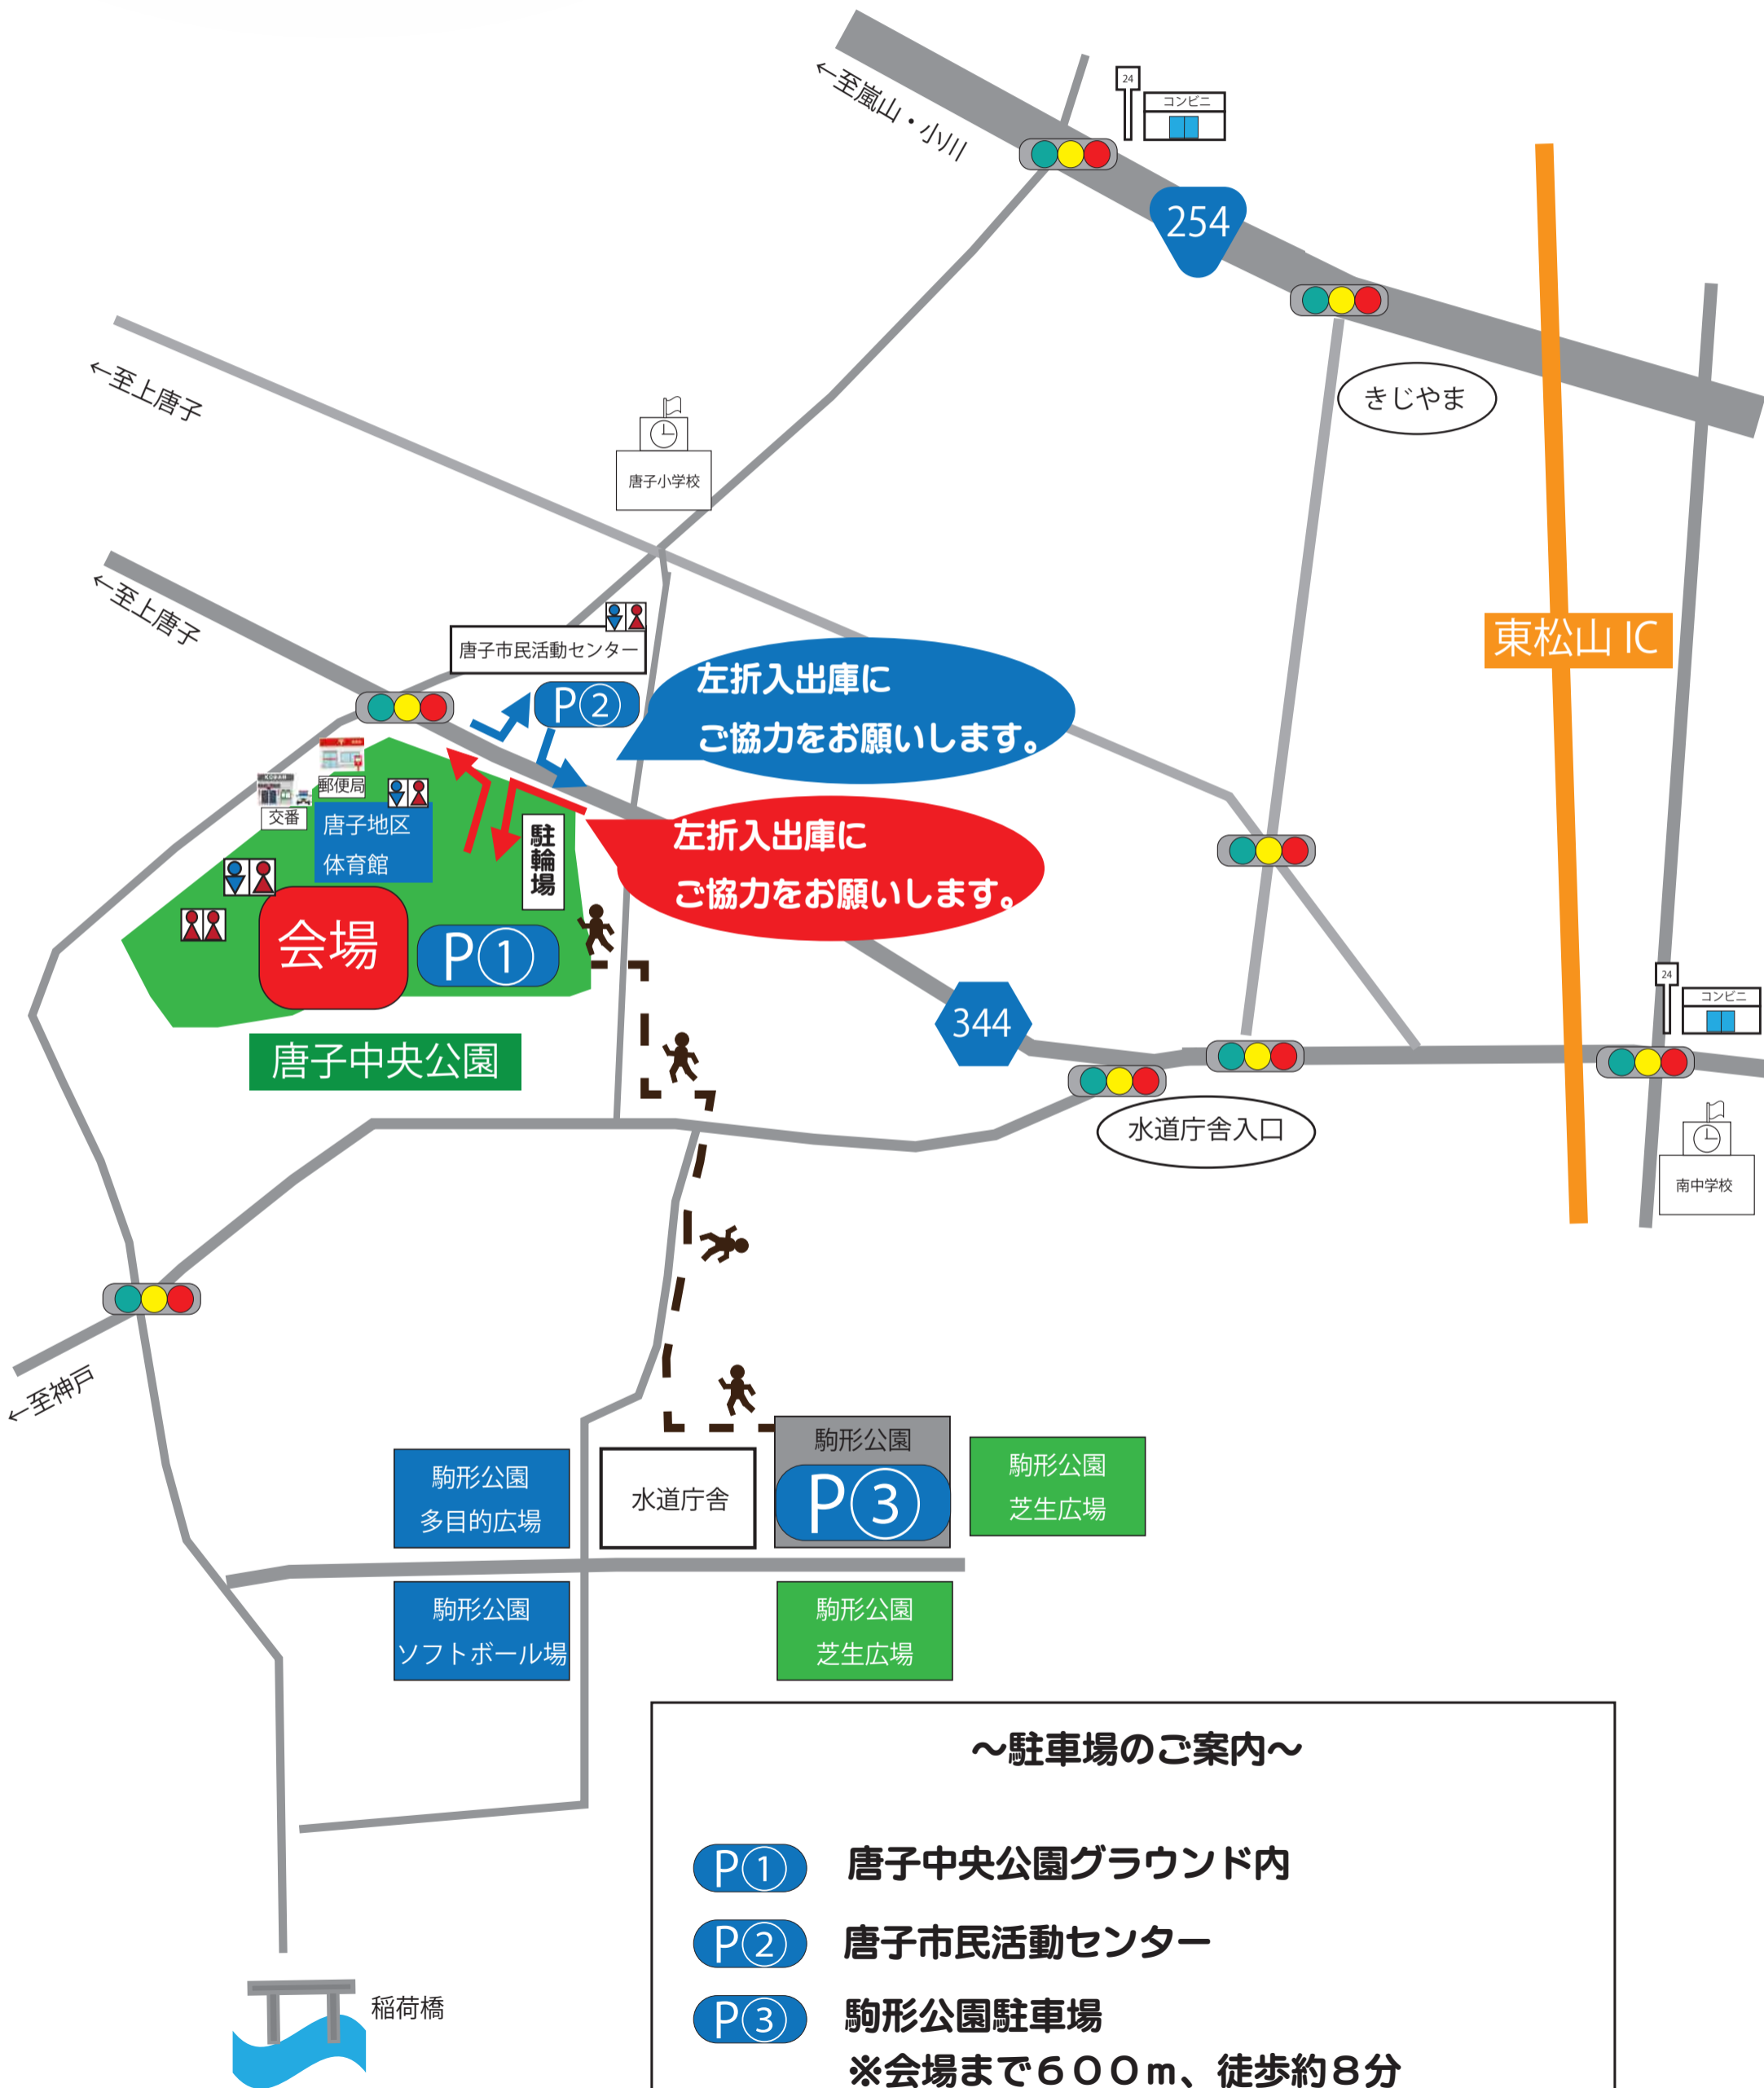 24
コンビニ
←至嵐山・小川
254
←至上唐子
きじやま
唐子小学校
←至上唐子
東松山 IC
唐子市民活動センター
P②
左折入出庫に
ご協力をお願いします。
郵便局
交番
KOBAN
唐子地区
体育館
駐輪場
左折入出庫に
ご協力をお願いします。
会場
P①
24
コンビニ
344
唐子中央公園
水道庁舎入口
南中学校
←至神戸
駒形公園
P③
駒形公園
多目的広場
水道庁舎
駒形公園
芝生広場
駒形公園
ソフトボール場
駒形公園
芝生広場
～駐車場のご案内～
P① 唐子中央公園グラウンド内
P② 唐子市民活動センター
P③ 駒形公園駐車場
※会場まで６００ｍ、徒歩約８分
稲荷橋